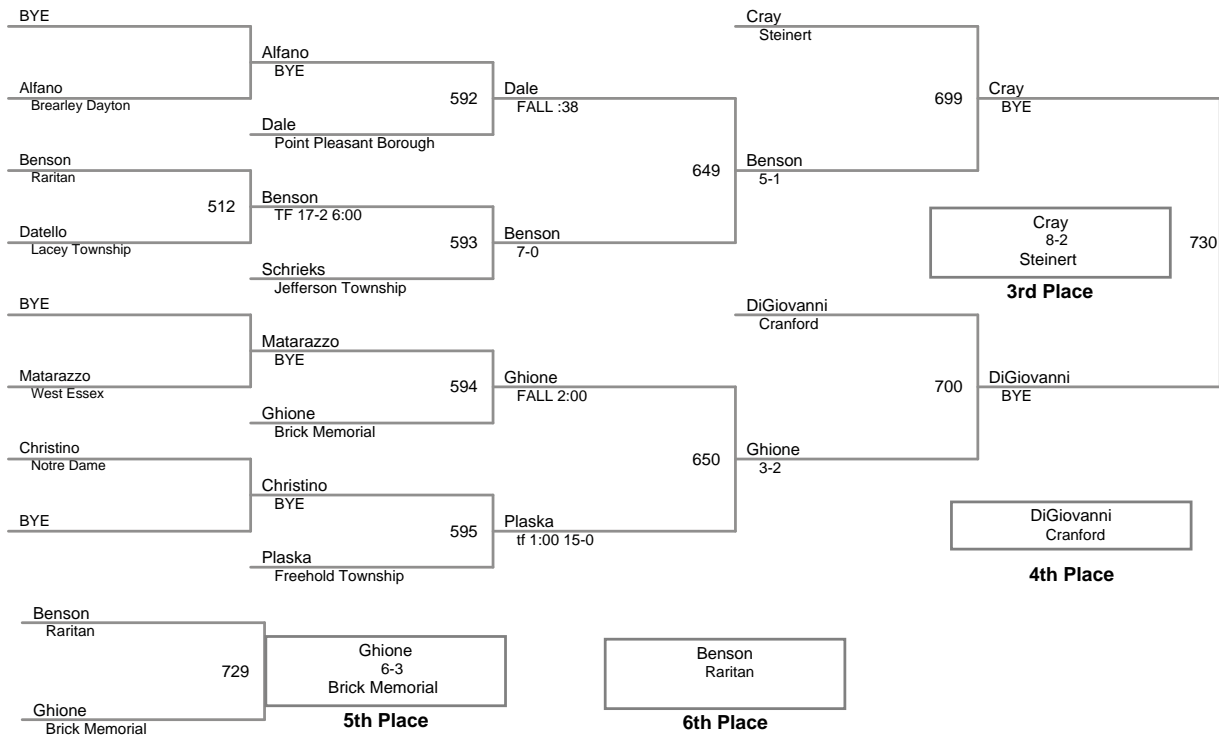 BYE
Alfano
Brearley Dayton
Benson
Raritan
512
Datello
Lacey Township
BYE
Matarazzo
West Essex
Christino
Notre Dame
BYE
Alfano
BYE
592
Dale
Point Pleasant Borough
Benson
TF 17-2 6:00
593
Schrieks
Jefferson Township
Matarazzo
BYE
594
Ghione
Brick Memorial
Christino
BYE
595
Plaska
Freehold Township
Dale
FALL :38
649
Benson
7-0
Ghione
FALL 2:00
650
Plaska
tf 1:00 15-0
Cray
Steinert
699
Benson
5-1
DiGiovanni
Cranford
700
Ghione
3-2
Cray
BYE
730
DiGiovanni
BYE
Cray
8-2
Steinert
3rd Place
DiGiovanni
Cranford
4th Place
Benson
Raritan
729
Ghione
Brick Memorial
Ghione
6-3
Brick Memorial
5th Place
Benson
Raritan
6th Place